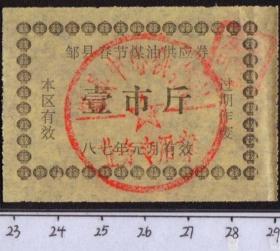 邹县春节煤油供应券
本区有效
壹市斤
过期作废
八七年元月有效
23 24 25 26 27 28 29